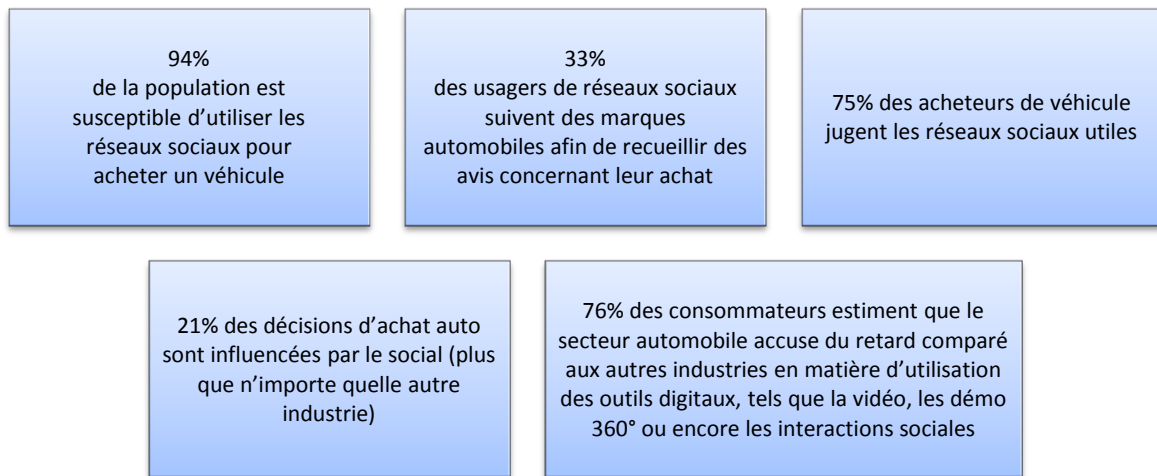 94%
de la population est
susceptible d’utiliser les
réseaux sociaux pour
acheter un véhicule
33%
des usagers de réseaux sociaux
suivent des marques
automobiles afin de recueillir des
avis concernant leur achat
75% des acheteurs de véhicule
jugent les réseaux sociaux utiles
21% des décisions d’achat auto
sont influencées par le social (plus
que n’importe quelle autre
industrie)
76% des consommateurs estiment que le
secteur automobile accuse du retard comparé
aux autres industries en matière d’utilisation
des outils digitaux, tels que la vidéo, les démo
360° ou encore les interactions sociales